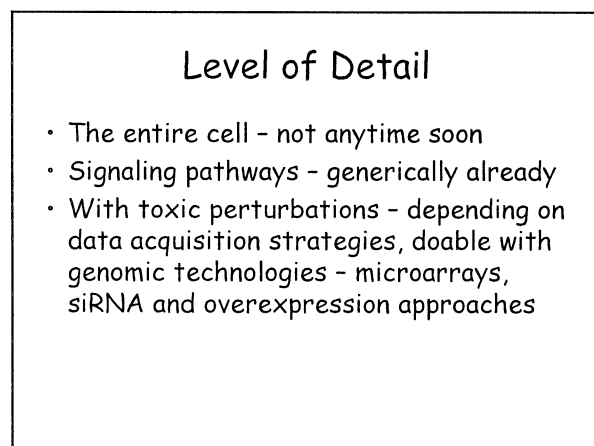 Level of Detail
• The entire cell – not anytime soon
• Signaling pathways – generically already
• With toxic perturbations – depending on
data acquisition strategies, doable with
genomic technologies – microarrays,
siRNA and overexpression approaches